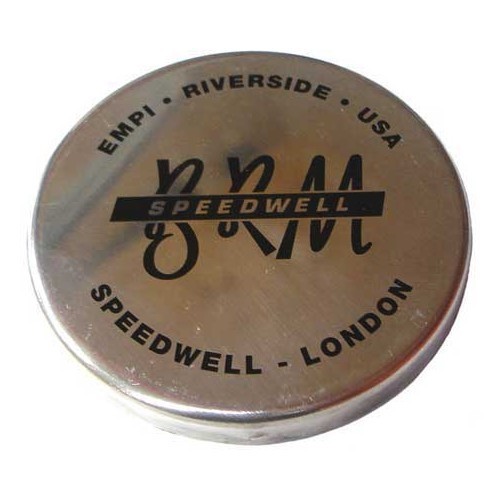 EMPI • RIVERSIDE • USA
BRM
SPEEDWELL
SPEEDWELL - LONDON